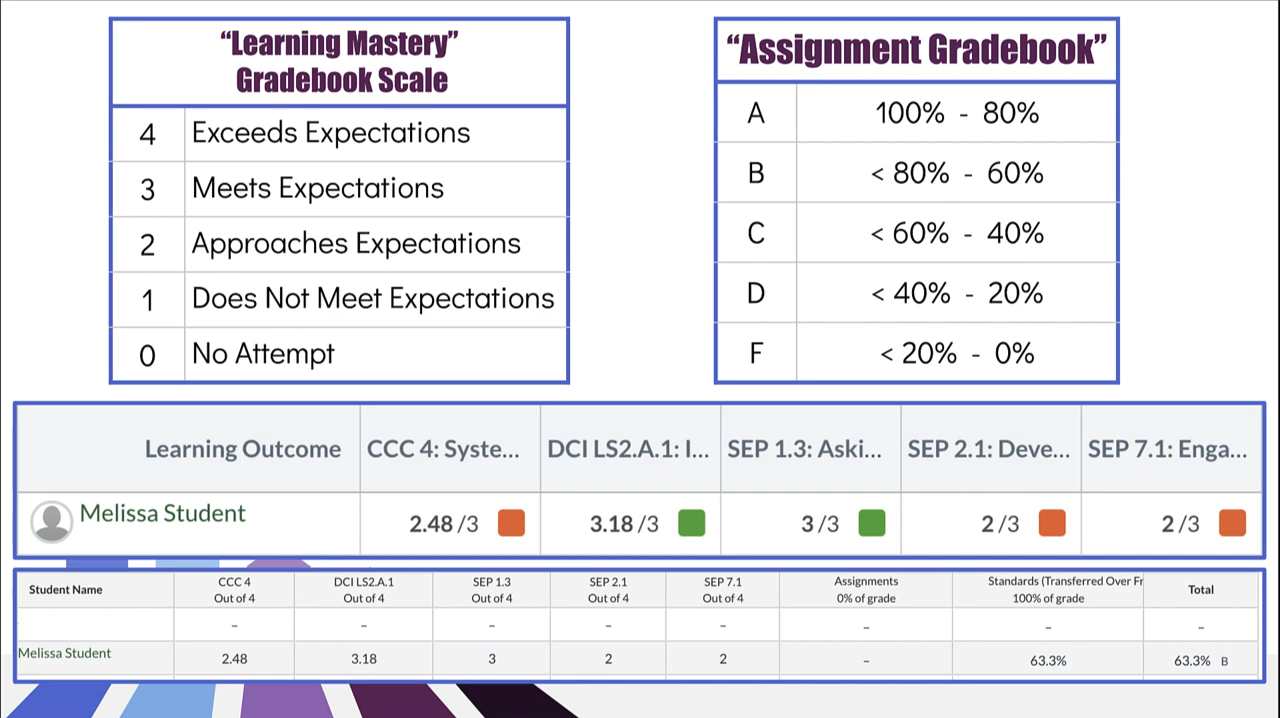 “Learning Mastery”
Gradebook Scale
4 Exceeds Expectations
3 Meets Expectations
2 Approaches Expectations
1 Does Not Meet Expectations
0 No Attempt
“Assignment Gradebook”
A 100% - 80%
B < 80% - 60%
C < 60% - 40%
D < 40% - 20%
F < 20% - 0%
Learning Outcome CCC 4: Syste... DCI LS2.A.1: I... SEP 1.3: Aski... SEP 2.1: Deve... SEP 7.1: Enga...
Melissa Student 2.48 /3 3.18 /3 3 /3 2 /3 2 /3
Student Name CCC 4 DCI LS2.A.1 SEP 1.3 SEP 2.1 SEP 7.1 Assignments Standards (Transferred Over Fr Total
Out of 4 Out of 4 Out of 4 Out of 4 Out of 4 0% of grade 100% of grade
– – – – – – – –
Melissa Student 2.48 3.18 3 2 2 – 63.3% 63.3% B